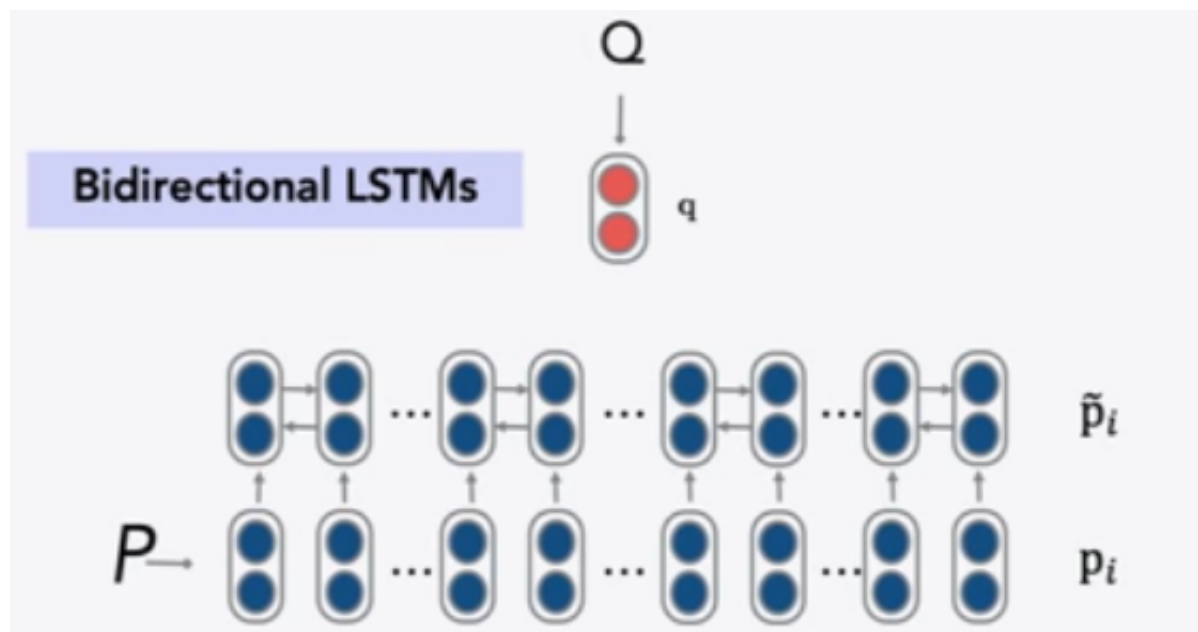 Q
Bidirectional LSTMs
q
... ... ... p̃ᵢ
P ... ... ... pᵢ